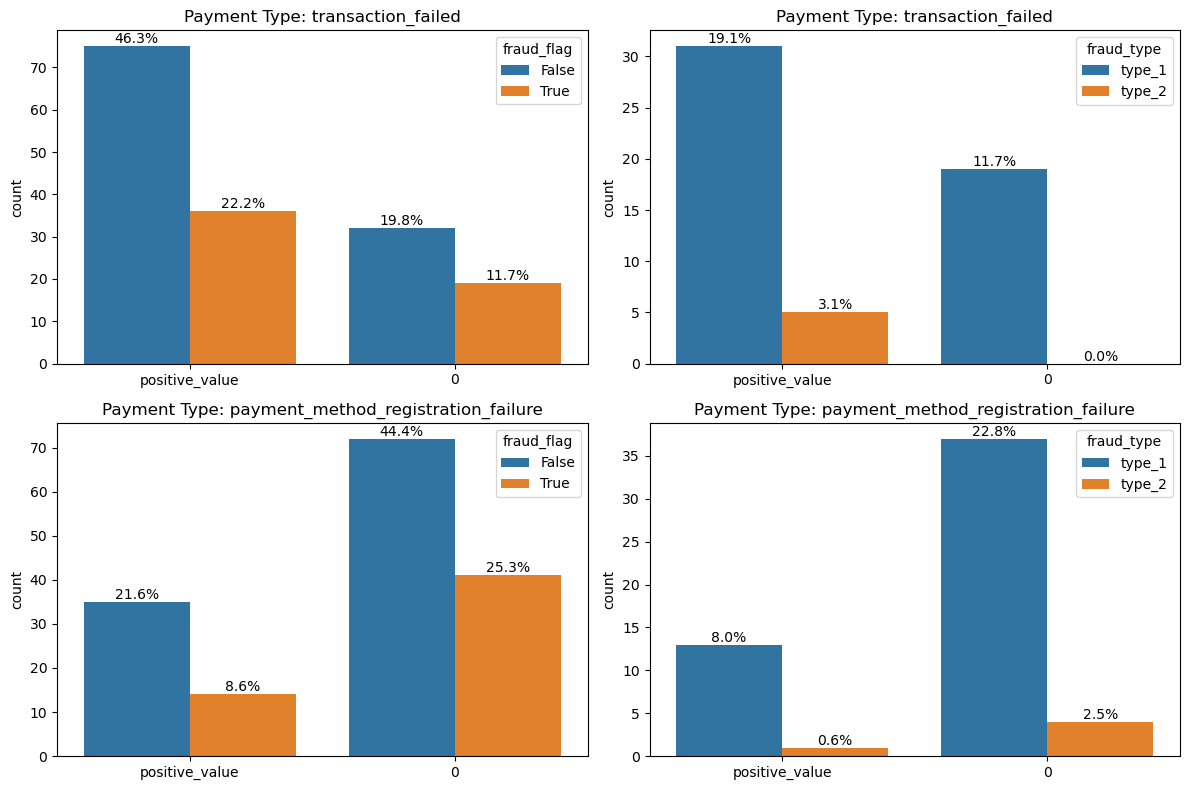 Payment Type: transaction_failed
46.3%
22.2%
19.8%
11.7%
fraud_flag
False
True
count
70
60
50
40
30
20
10
0
positive_value
0
Payment Type: transaction_failed
19.1%
3.1%
11.7%
0.0%
fraud_type
type_1
type_2
count
30
25
20
15
10
5
0
positive_value
0
Payment Type: payment_method_registration_failure
21.6%
8.6%
44.4%
25.3%
fraud_flag
False
True
count
70
60
50
40
30
20
10
0
positive_value
0
Payment Type: payment_method_registration_failure
8.0%
0.6%
22.8%
2.5%
fraud_type
type_1
type_2
count
35
30
25
20
15
10
5
0
positive_value
0